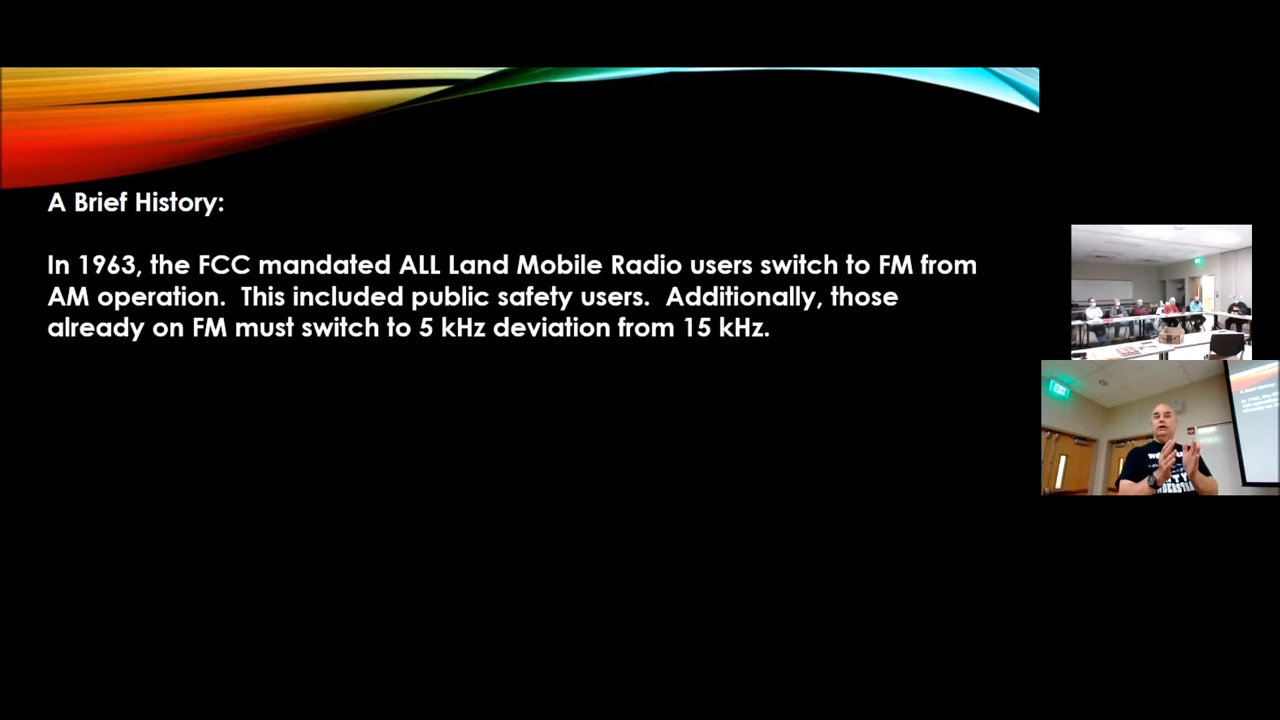 A Brief History:
In 1963, the FCC mandated ALL Land Mobile Radio users switch to FM from
AM operation.  This included public safety users.  Additionally, those
already on FM must switch to 5 kHz deviation from 15 kHz.
EXIT